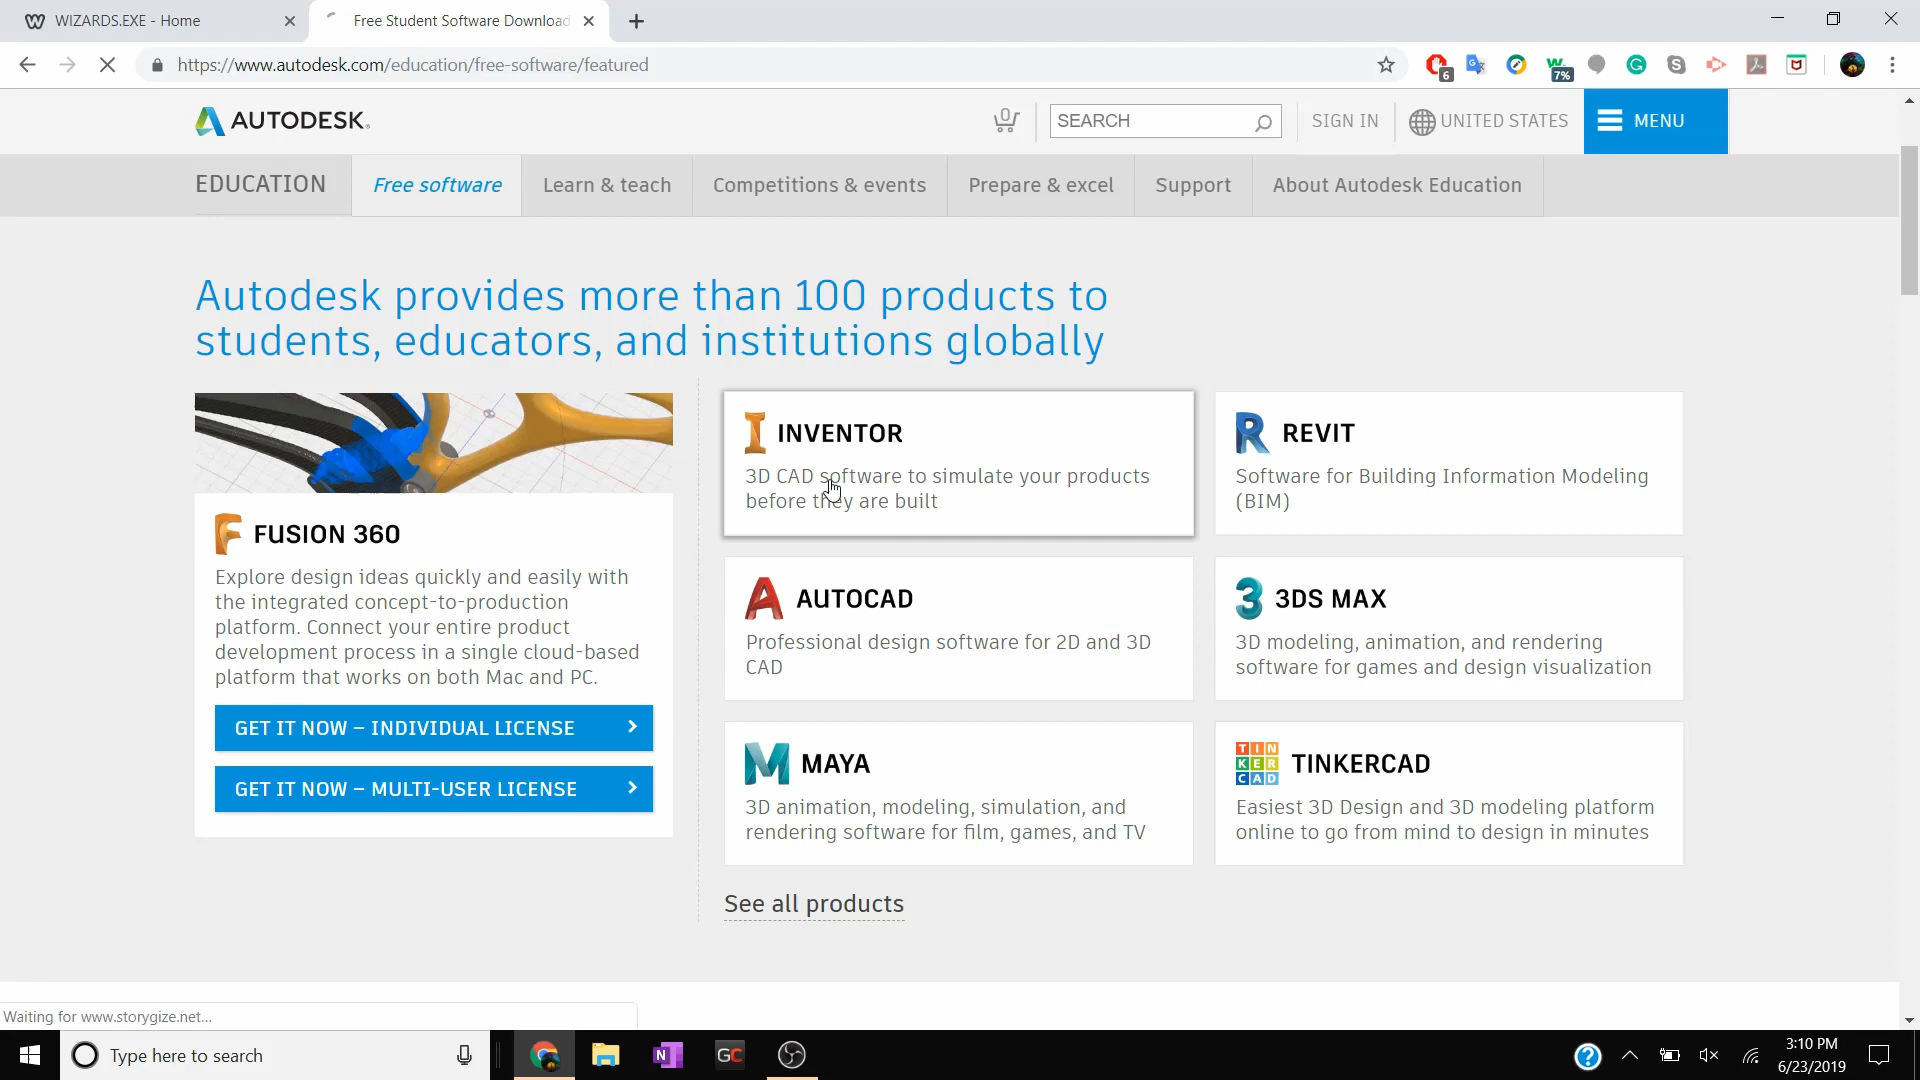 WIZARDS.EXE - Home
Free Student Software Download
https://www.autodesk.com/education/free-software/featured
6
7%
AUTODESK.
0
SEARCH
SIGN IN
UNITED STATES
MENU
EDUCATION
Free software
Learn & teach
Competitions & events
Prepare & excel
Support
About Autodesk Education
Autodesk provides more than 100 products to
students, educators, and institutions globally
FUSION 360
Explore design ideas quickly and easily with
the integrated concept-to-production
platform. Connect your entire product
development process in a single cloud-based
platform that works on both Mac and PC.
GET IT NOW – INDIVIDUAL LICENSE
GET IT NOW – MULTI-USER LICENSE
INVENTOR
3D CAD software to simulate your products
before they are built
REVIT
Software for Building Information Modeling
(BIM)
AUTOCAD
Professional design software for 2D and 3D
CAD
3DS MAX
3D modeling, animation, and rendering
software for games and design visualization
MAYA
3D animation, modeling, simulation, and
rendering software for film, games, and TV
TIN
KER
CAD
TINKERCAD
Easiest 3D Design and 3D modeling platform
online to go from mind to design in minutes
See all products
Waiting for www.storygize.net...
Type here to search
N
GC
3:10 PM
6/23/2019